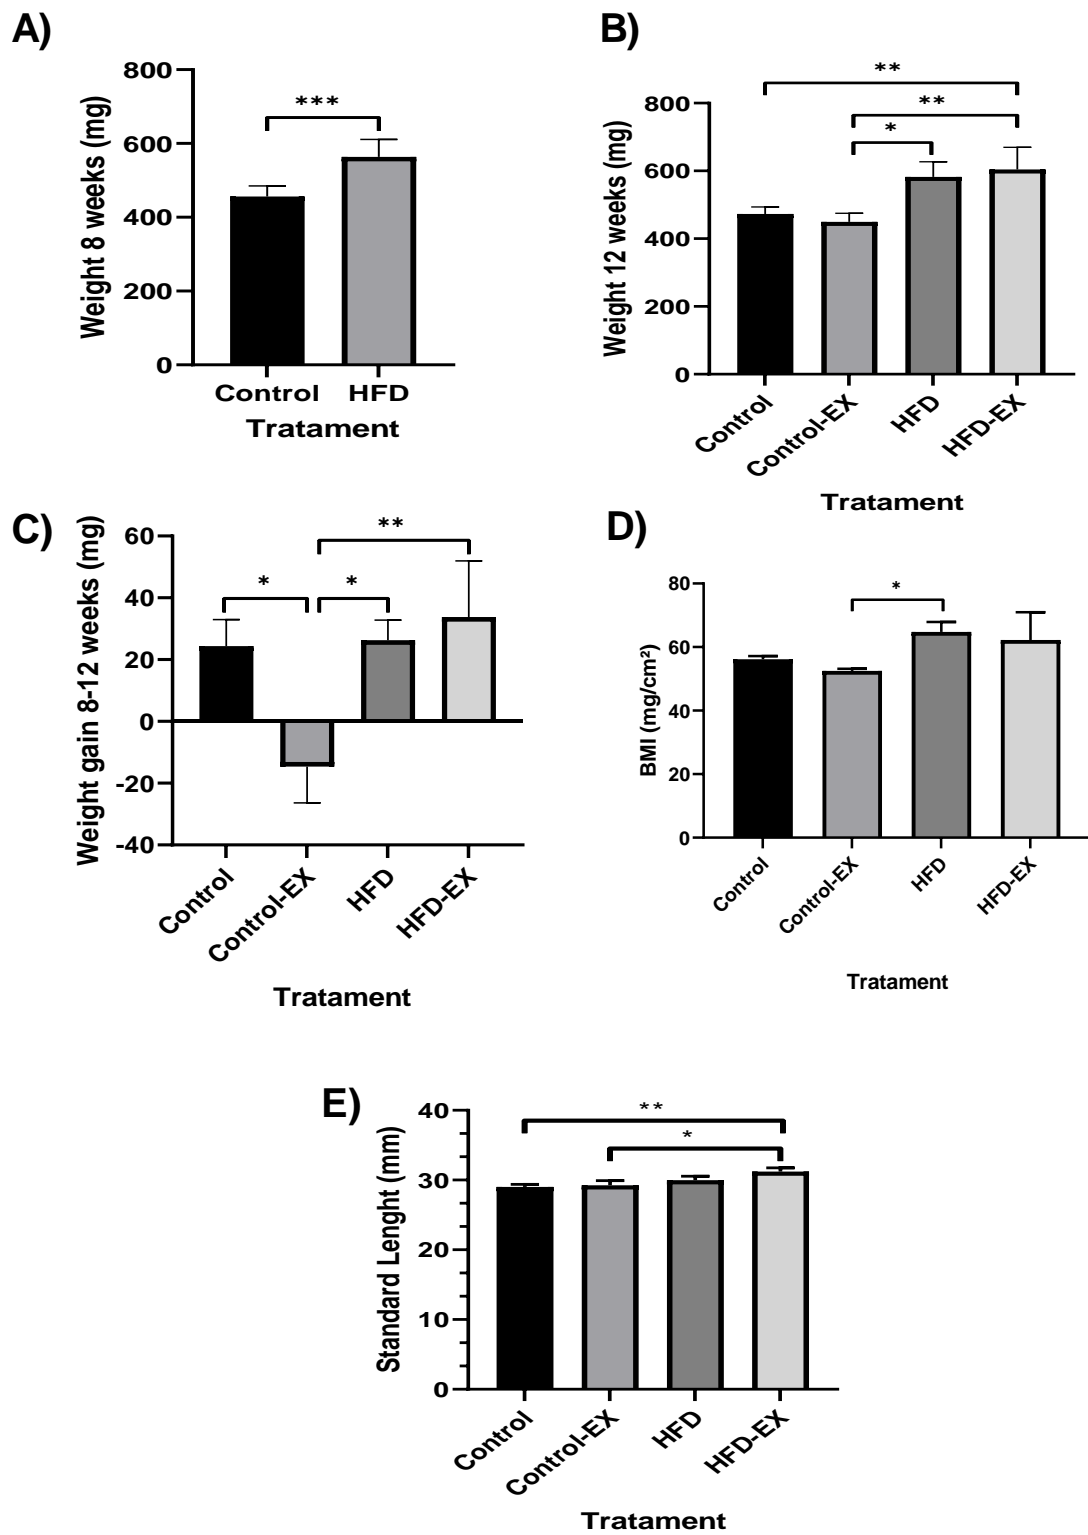 A)
Weight 8 weeks (mg)
800
600
400
200
0
***
Control HFD
Tratament
B)
Weight 12 weeks (mg)
800
600
400
200
0
**
**
*
Control
Control-EX
HFD
HFD-EX
Tratament
C)
Weight gain 8-12 weeks (mg)
60
40
20
0
-20
-40
**
* *
Control
Control-EX
HFD
HFD-EX
Tratament
D)
BMI (mg/cm²)
80
60
40
20
0
*
Control
Control-EX
HFD
HFD-EX
Tratament
E)
Standard Lenght (mm)
40
30
20
10
0
**
*
Control
Control-EX
HFD
HFD-EX
Tratament